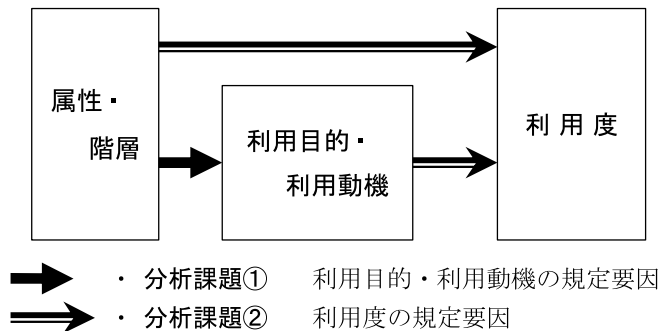 属性・
階層
利用目的・
利用動機
利用度
・ 分析課題① 利用目的・利用動機の規定要因
・ 分析課題② 利用度の規定要因